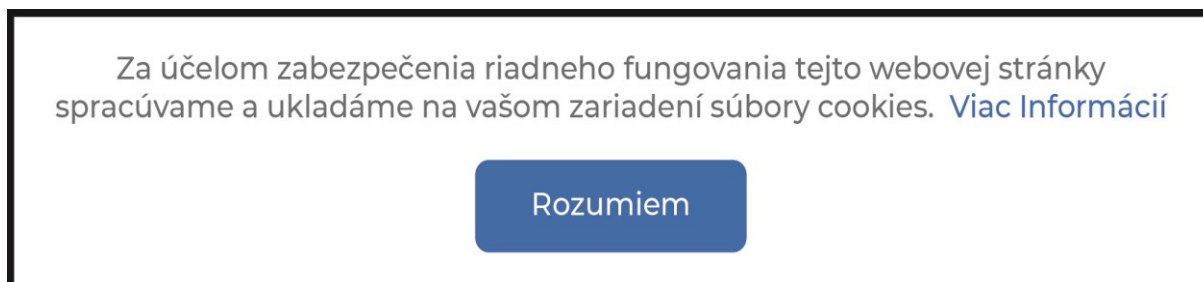 Za účelom zabezpečenia riadneho fungovania tejto webovej stránky
spracúvame a ukladáme na vašom zariadení súbory cookies. Viac Informácií
Rozumiem